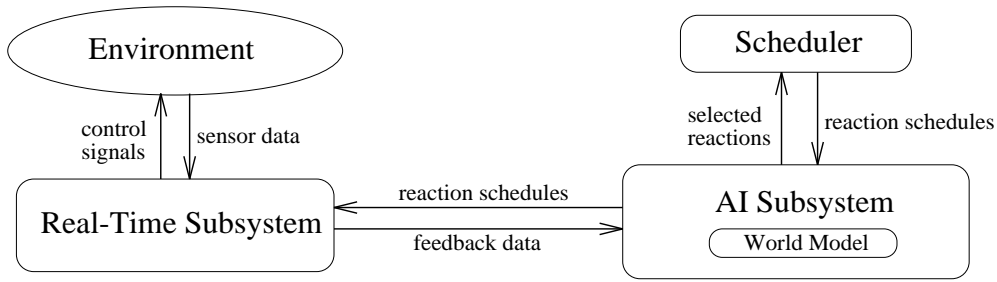 Environment
Scheduler
control
signals
sensor data
selected
reactions
reaction schedules
Real-Time Subsystem
reaction schedules
feedback data
AI Subsystem
World Model